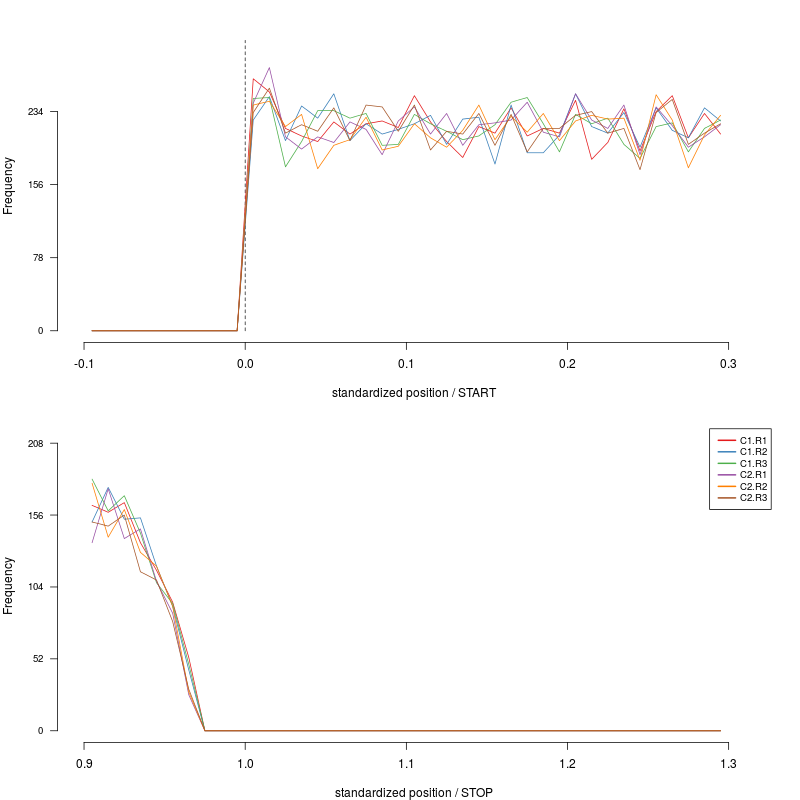 234
156
78
0
Frequency
-0.1 0.0 0.1 0.2 0.3
standardized position / START
208
156
104
52
0
Frequency
C1.R1
C1.R2
C1.R3
C2.R1
C2.R2
C2.R3
0.9 1.0 1.1 1.2 1.3
standardized position / STOP